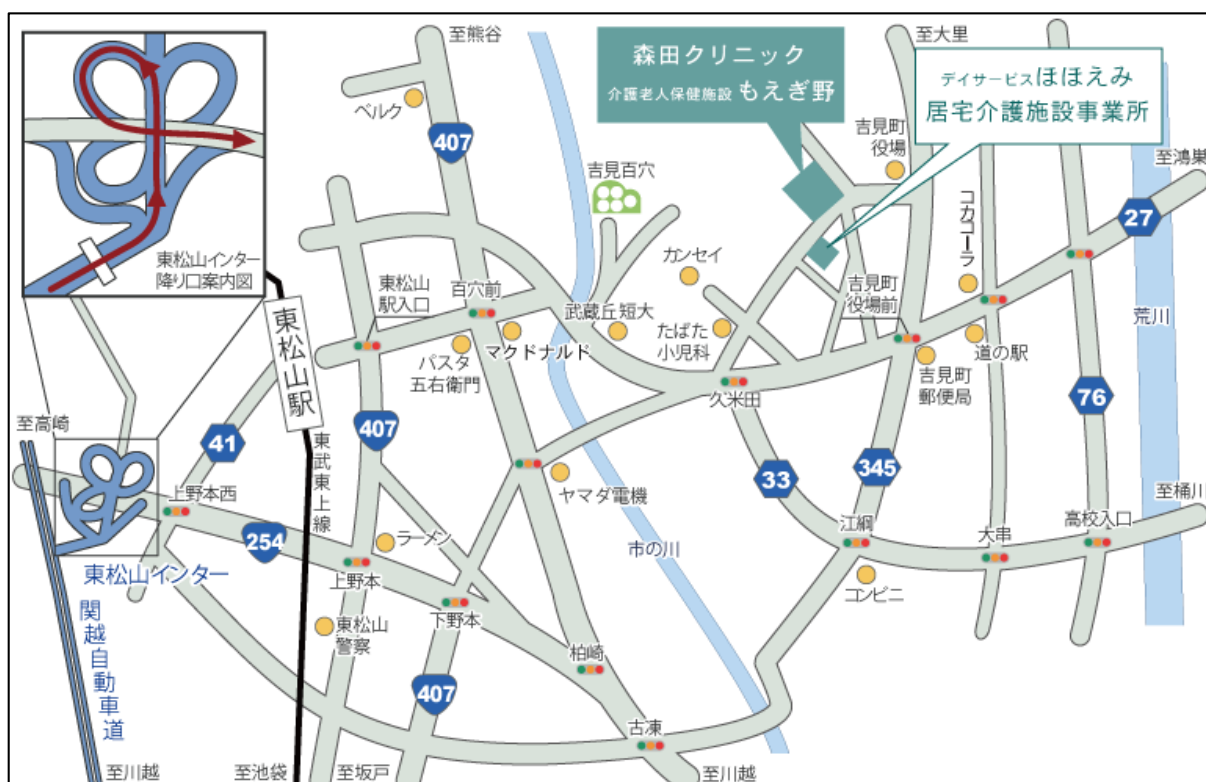 至熊谷
森田クリニック
介護老人保健施設 もえぎ野
至大里
デイサービスほほえみ
居宅介護施設事業所
ベルク
407
吉見百穴
吉見町
役場
至鴻巣
27
コカコーラ
東松山インター
降り口案内図
東松山
駅入口
百穴前
カンセイ
武蔵丘短大
たばた
小児科
吉見町
役場前
荒川
マクドナルド
パスタ
五右衛門
道の駅
吉見町
郵便局
久米田
76
東松山駅
至高崎
41
407
東武東上線
ヤマダ電機
33
345
上野本西
254
ラーメン
市の川
江綱
大串
高校入口
至桶川
東松山インター
上野本
下野本
コンビニ
関越自動車道
東松山
警察
柏崎
407
古凍
至川越
至池袋
至坂戸
至川越